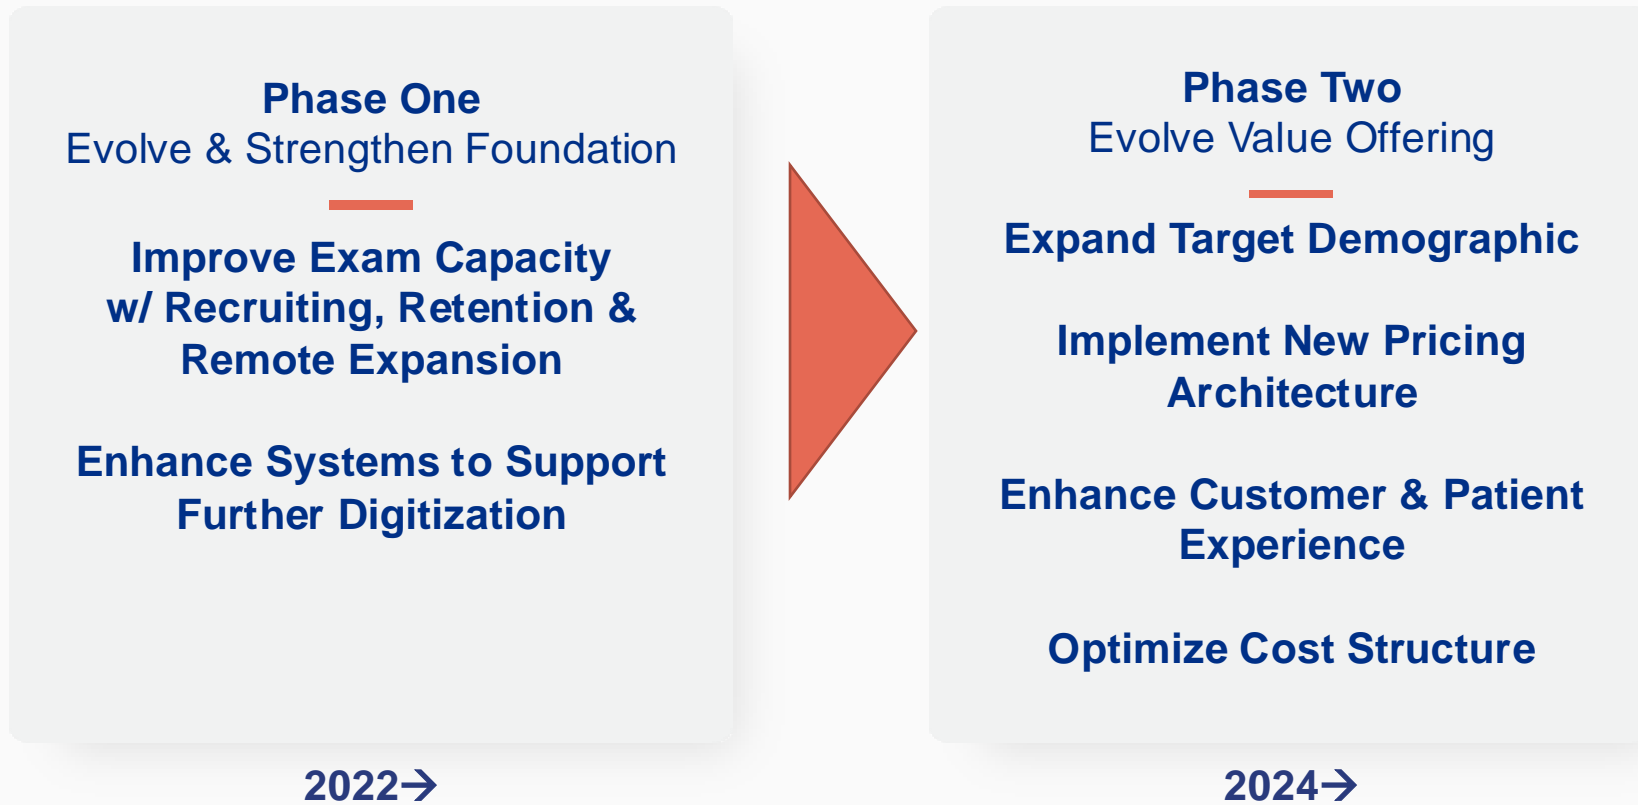 Phase One
Evolve & Strengthen Foundation
Improve Exam Capacity
w/ Recruiting, Retention &
Remote Expansion
Enhance Systems to Support
Further Digitization
2022→
Phase Two
Evolve Value Offering
Expand Target Demographic
Implement New Pricing
Architecture
Enhance Customer & Patient
Experience
Optimize Cost Structure
2024→